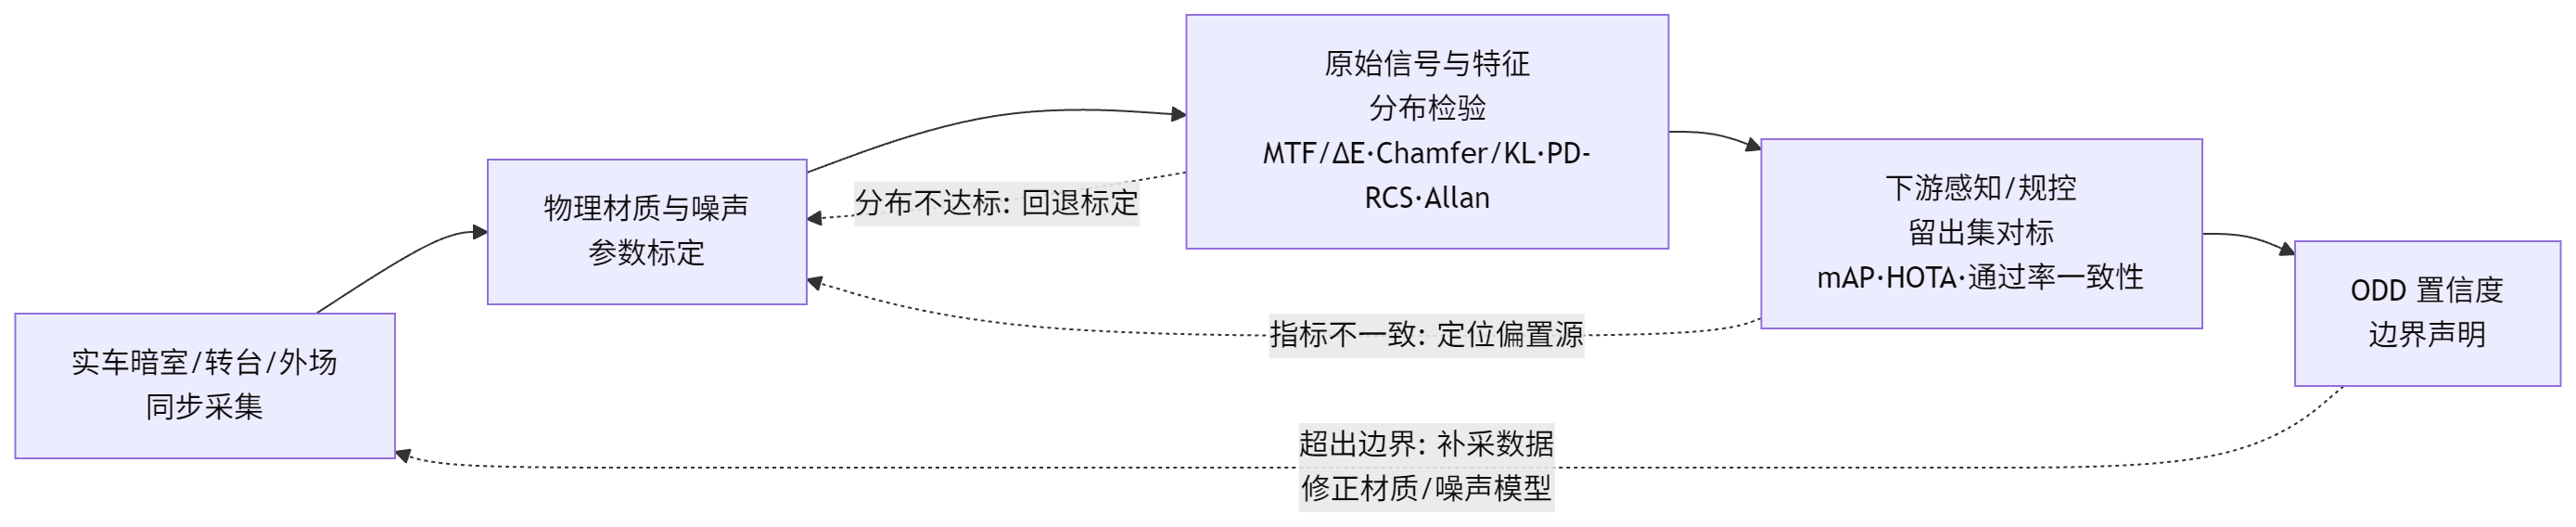 实车暗室/转台/外场
同步采集
物理材质与噪声
参数标定
原始信号与特征
分布检验
MTF/ΔE·Chamfer/KL·PD-
RCS·Allan
下游感知/规控
留出集对标
mAP·HOTA·通过率一致性
ODD 置信度
边界声明
分布不达标: 回退标定
指标不一致: 定位偏置源
超出边界: 补采数据
修正材质/噪声模型